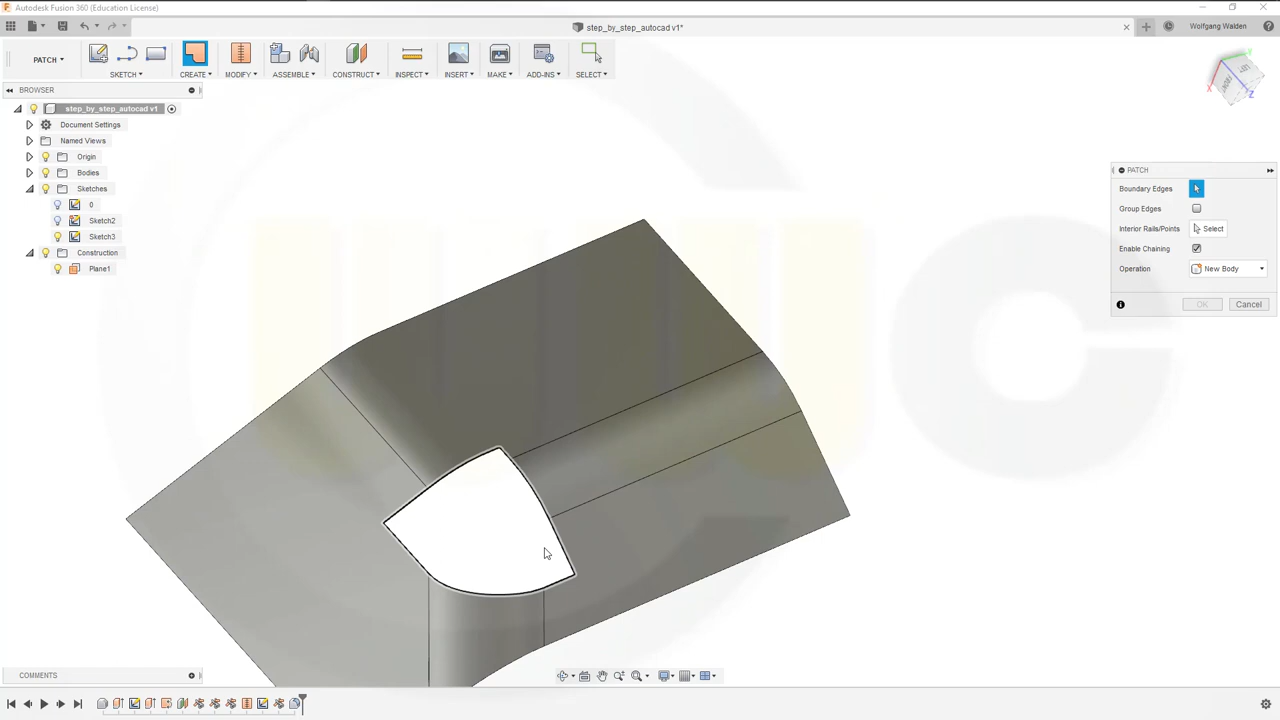 Autodesk Fusion 360 (Education License)
step_by_step_autocad v1*
Wolfgang Walden
PATCH
SKETCH
CREATE
MODIFY
ASSEMBLE
CONSTRUCT
INSPECT
INSERT
MAKE
ADD-INS
SELECT
BROWSER
step_by_step_autocad v1
Document Settings
Named Views
Origin
Bodies
Sketches
0
Sketch2
Sketch3
Construction
Plane1
Y
X
Z
PATCH
Boundary Edges
Group Edges
Interior Rails/Points
Select
Enable Chaining
Operation
New Body
OK
Cancel
COMMENTS